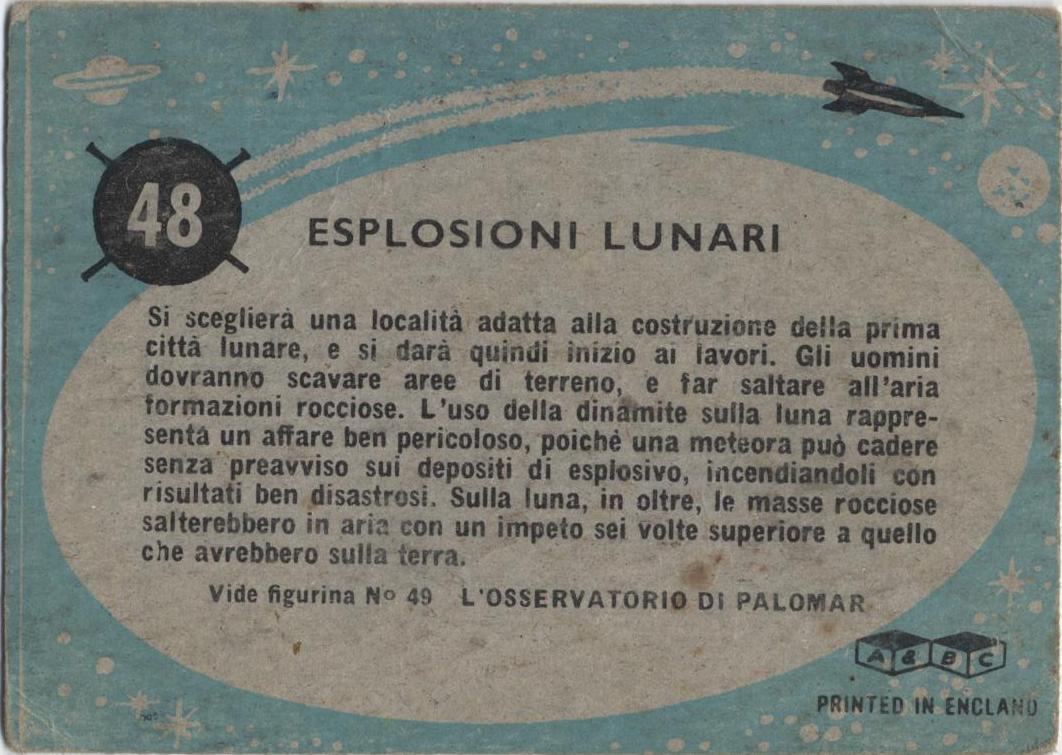 48
ESPLOSIONI LUNARI
Si sceglierà una località adatta alla costruzione della prima
città lunare, e si darà quindi inizio ai lavori. Gli uomini
dovranno scavare aree di terreno, e far saltare all'aria
formazioni rocciose. L'uso della dinamite sulla luna rappre-
senta un affare ben pericoloso, poichè una meteora può cadere
senza preavviso sui depositi di esplosivo, incendiandoli con
risultati ben disastrosi. Sulla luna, in oltre, le masse rocciose
salterebbero in aria con un impeto sei volte superiore a quello
che avrebbero sulla terra.
Vide figurina Nº 49 L'OSSERVATORIO DI PALOMAR
A & B C
PRINTED IN ENGLAND